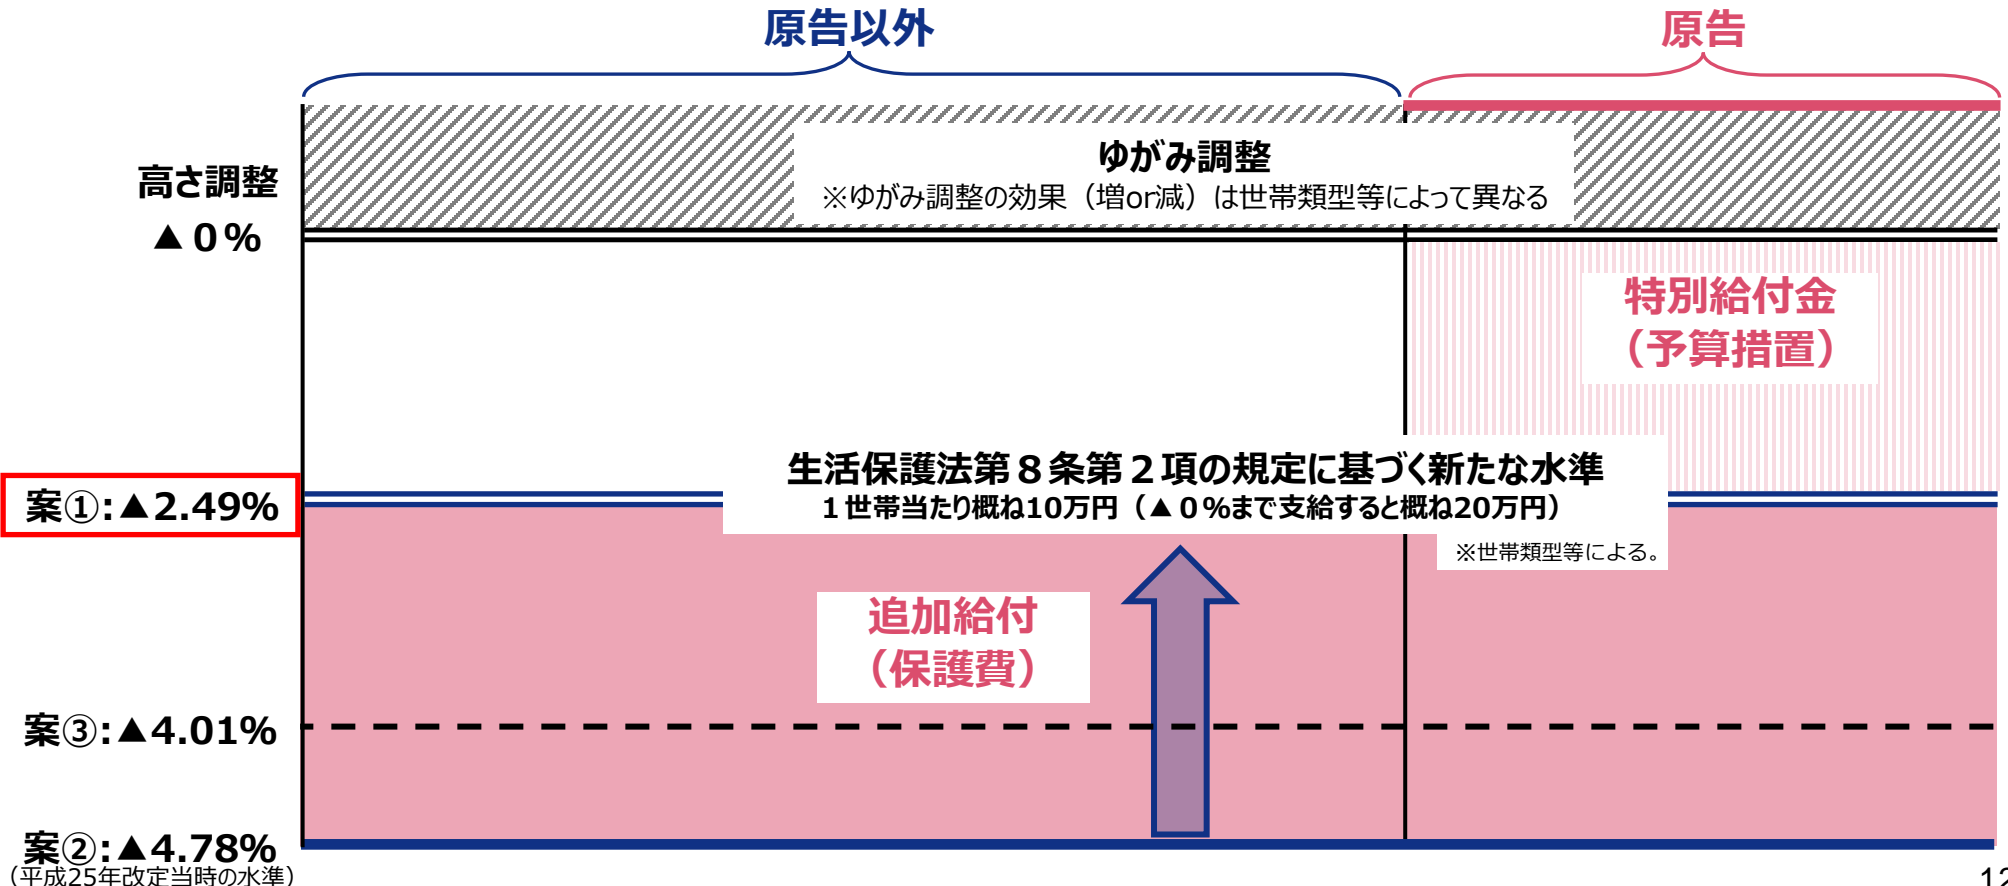 原告以外
原告
ゆがみ調整
※ゆがみ調整の効果（増or減）は世帯類型等によって異なる
高さ調整
▲０%
特別給付金
（予算措置）
生活保護法第８条第２項の規定に基づく新たな水準
１世帯当たり概ね10万円（▲０%まで支給すると概ね20万円）
案①:▲2.49%
※世帯類型等による。
追加給付
（保護費）
案③:▲4.01%
案②:▲4.78%
（平成25年改定当時の水準）
12